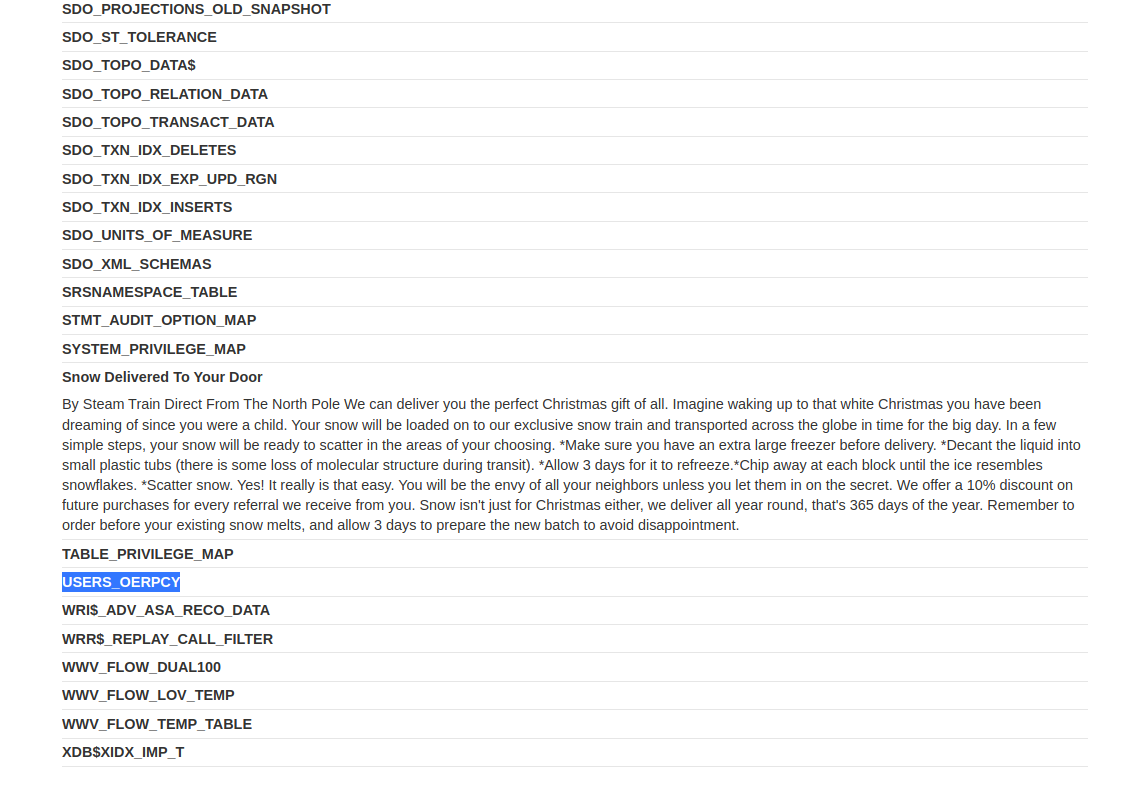 SDO_PROJECTIONS_OLD_SNAPSHOT
SDO_ST_TOLERANCE
SDO_TOPO_DATA$
SDO_TOPO_RELATION_DATA
SDO_TOPO_TRANSACT_DATA
SDO_TXN_IDX_DELETES
SDO_TXN_IDX_EXP_UPD_RGN
SDO_TXN_IDX_INSERTS
SDO_UNITS_OF_MEASURE
SDO_XML_SCHEMAS
SRSNAMESPACE_TABLE
STMT_AUDIT_OPTION_MAP
SYSTEM_PRIVILEGE_MAP
Snow Delivered To Your Door
By Steam Train Direct From The North Pole We can deliver you the perfect Christmas gift of all. Imagine waking up to that white Christmas you have been
dreaming of since you were a child. Your snow will be loaded on to our exclusive snow train and transported across the globe in time for the big day. In a few
simple steps, your snow will be ready to scatter in the areas of your choosing. *Make sure you have an extra large freezer before delivery. *Decant the liquid into
small plastic tubs (there is some loss of molecular structure during transit). *Allow 3 days for it to refreeze.*Chip away at each block until the ice resembles
snowflakes. *Scatter snow. Yes! It really is that easy. You will be the envy of all your neighbors unless you let them in on the secret. We offer a 10% discount on
future purchases for every referral we receive from you. Snow isn't just for Christmas either, we deliver all year round, that's 365 days of the year. Remember to
order before your existing snow melts, and allow 3 days to prepare the new batch to avoid disappointment.
TABLE_PRIVILEGE_MAP
USERS_OERPCY
WRI$_ADV_ASA_RECO_DATA
WRR$_REPLAY_CALL_FILTER
WWV_FLOW_DUAL100
WWV_FLOW_LOV_TEMP
WWV_FLOW_TEMP_TABLE
XDB$XIDX_IMP_T